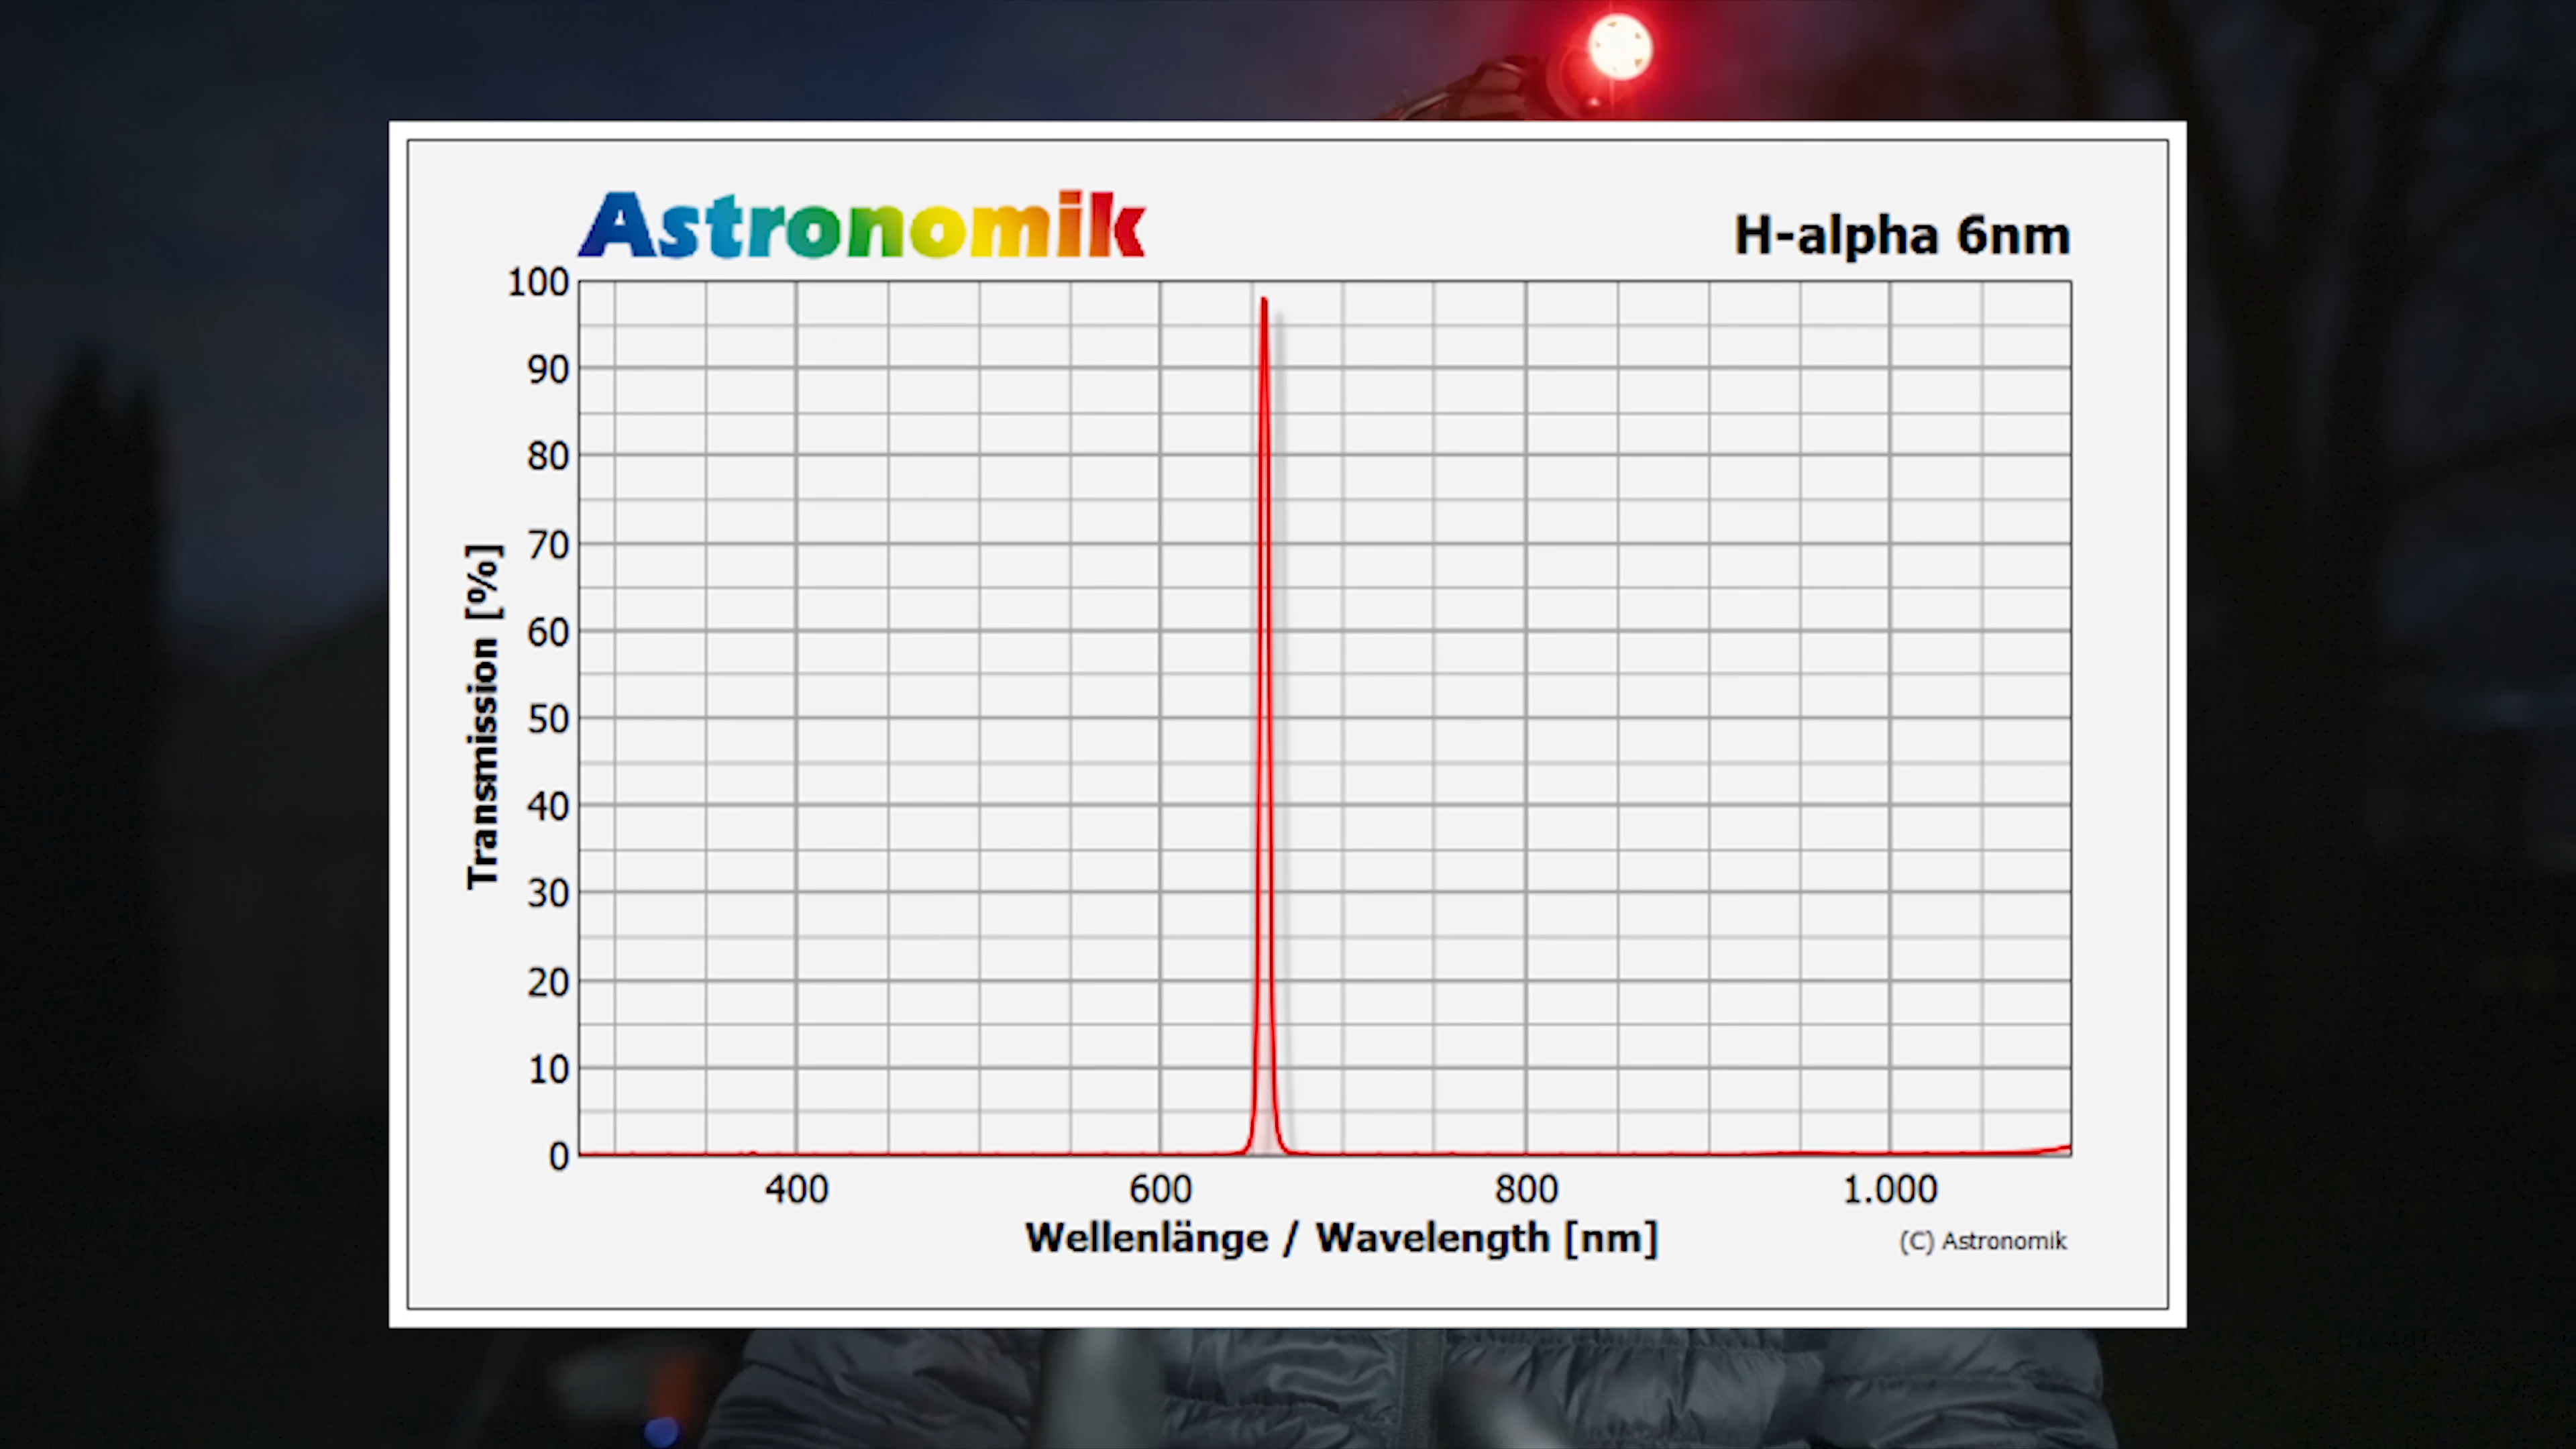 Astronomik
H-alpha 6nm
100
90
80
70
60
50
40
30
20
10
0
Transmission [%]
400 600 800 1.000
Wellenlänge / Wavelength [nm]
(C) Astronomik